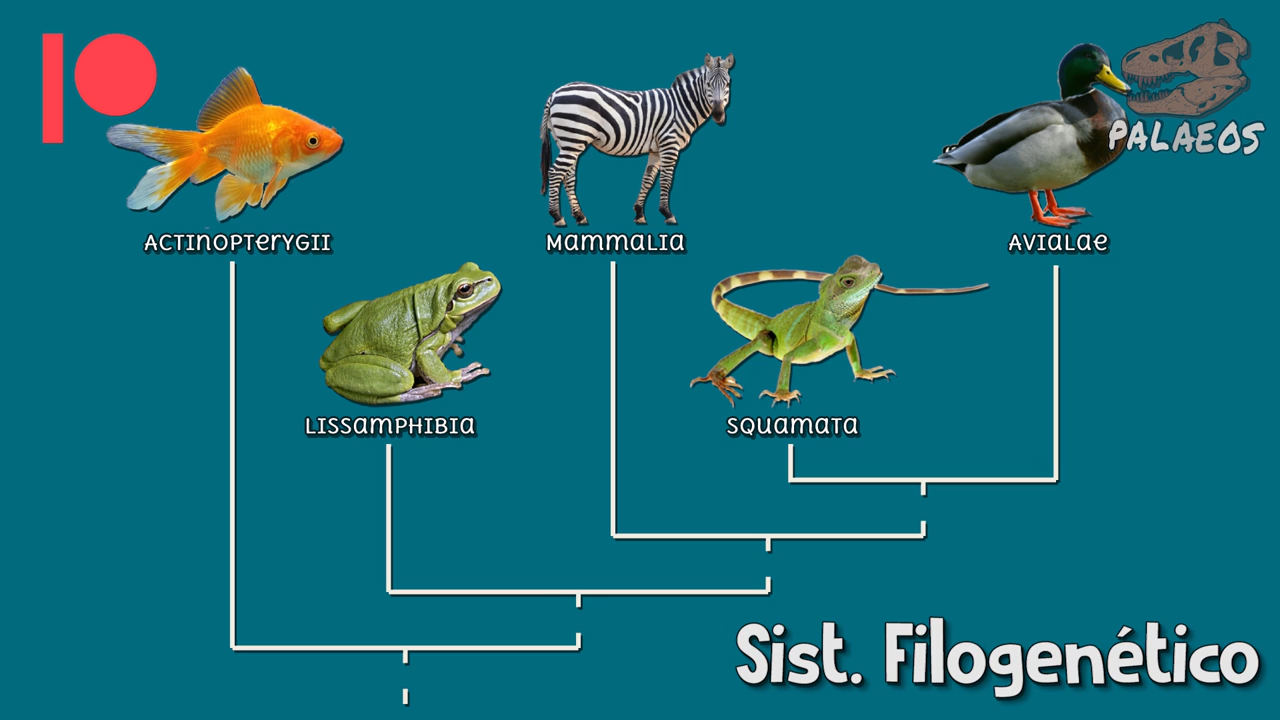 PALAEOS
ACTINOPTERYGII
MAMMALIA
AVIALAE
LISSAMPHIBIA
SQUAMATA
Sist. Filogenético